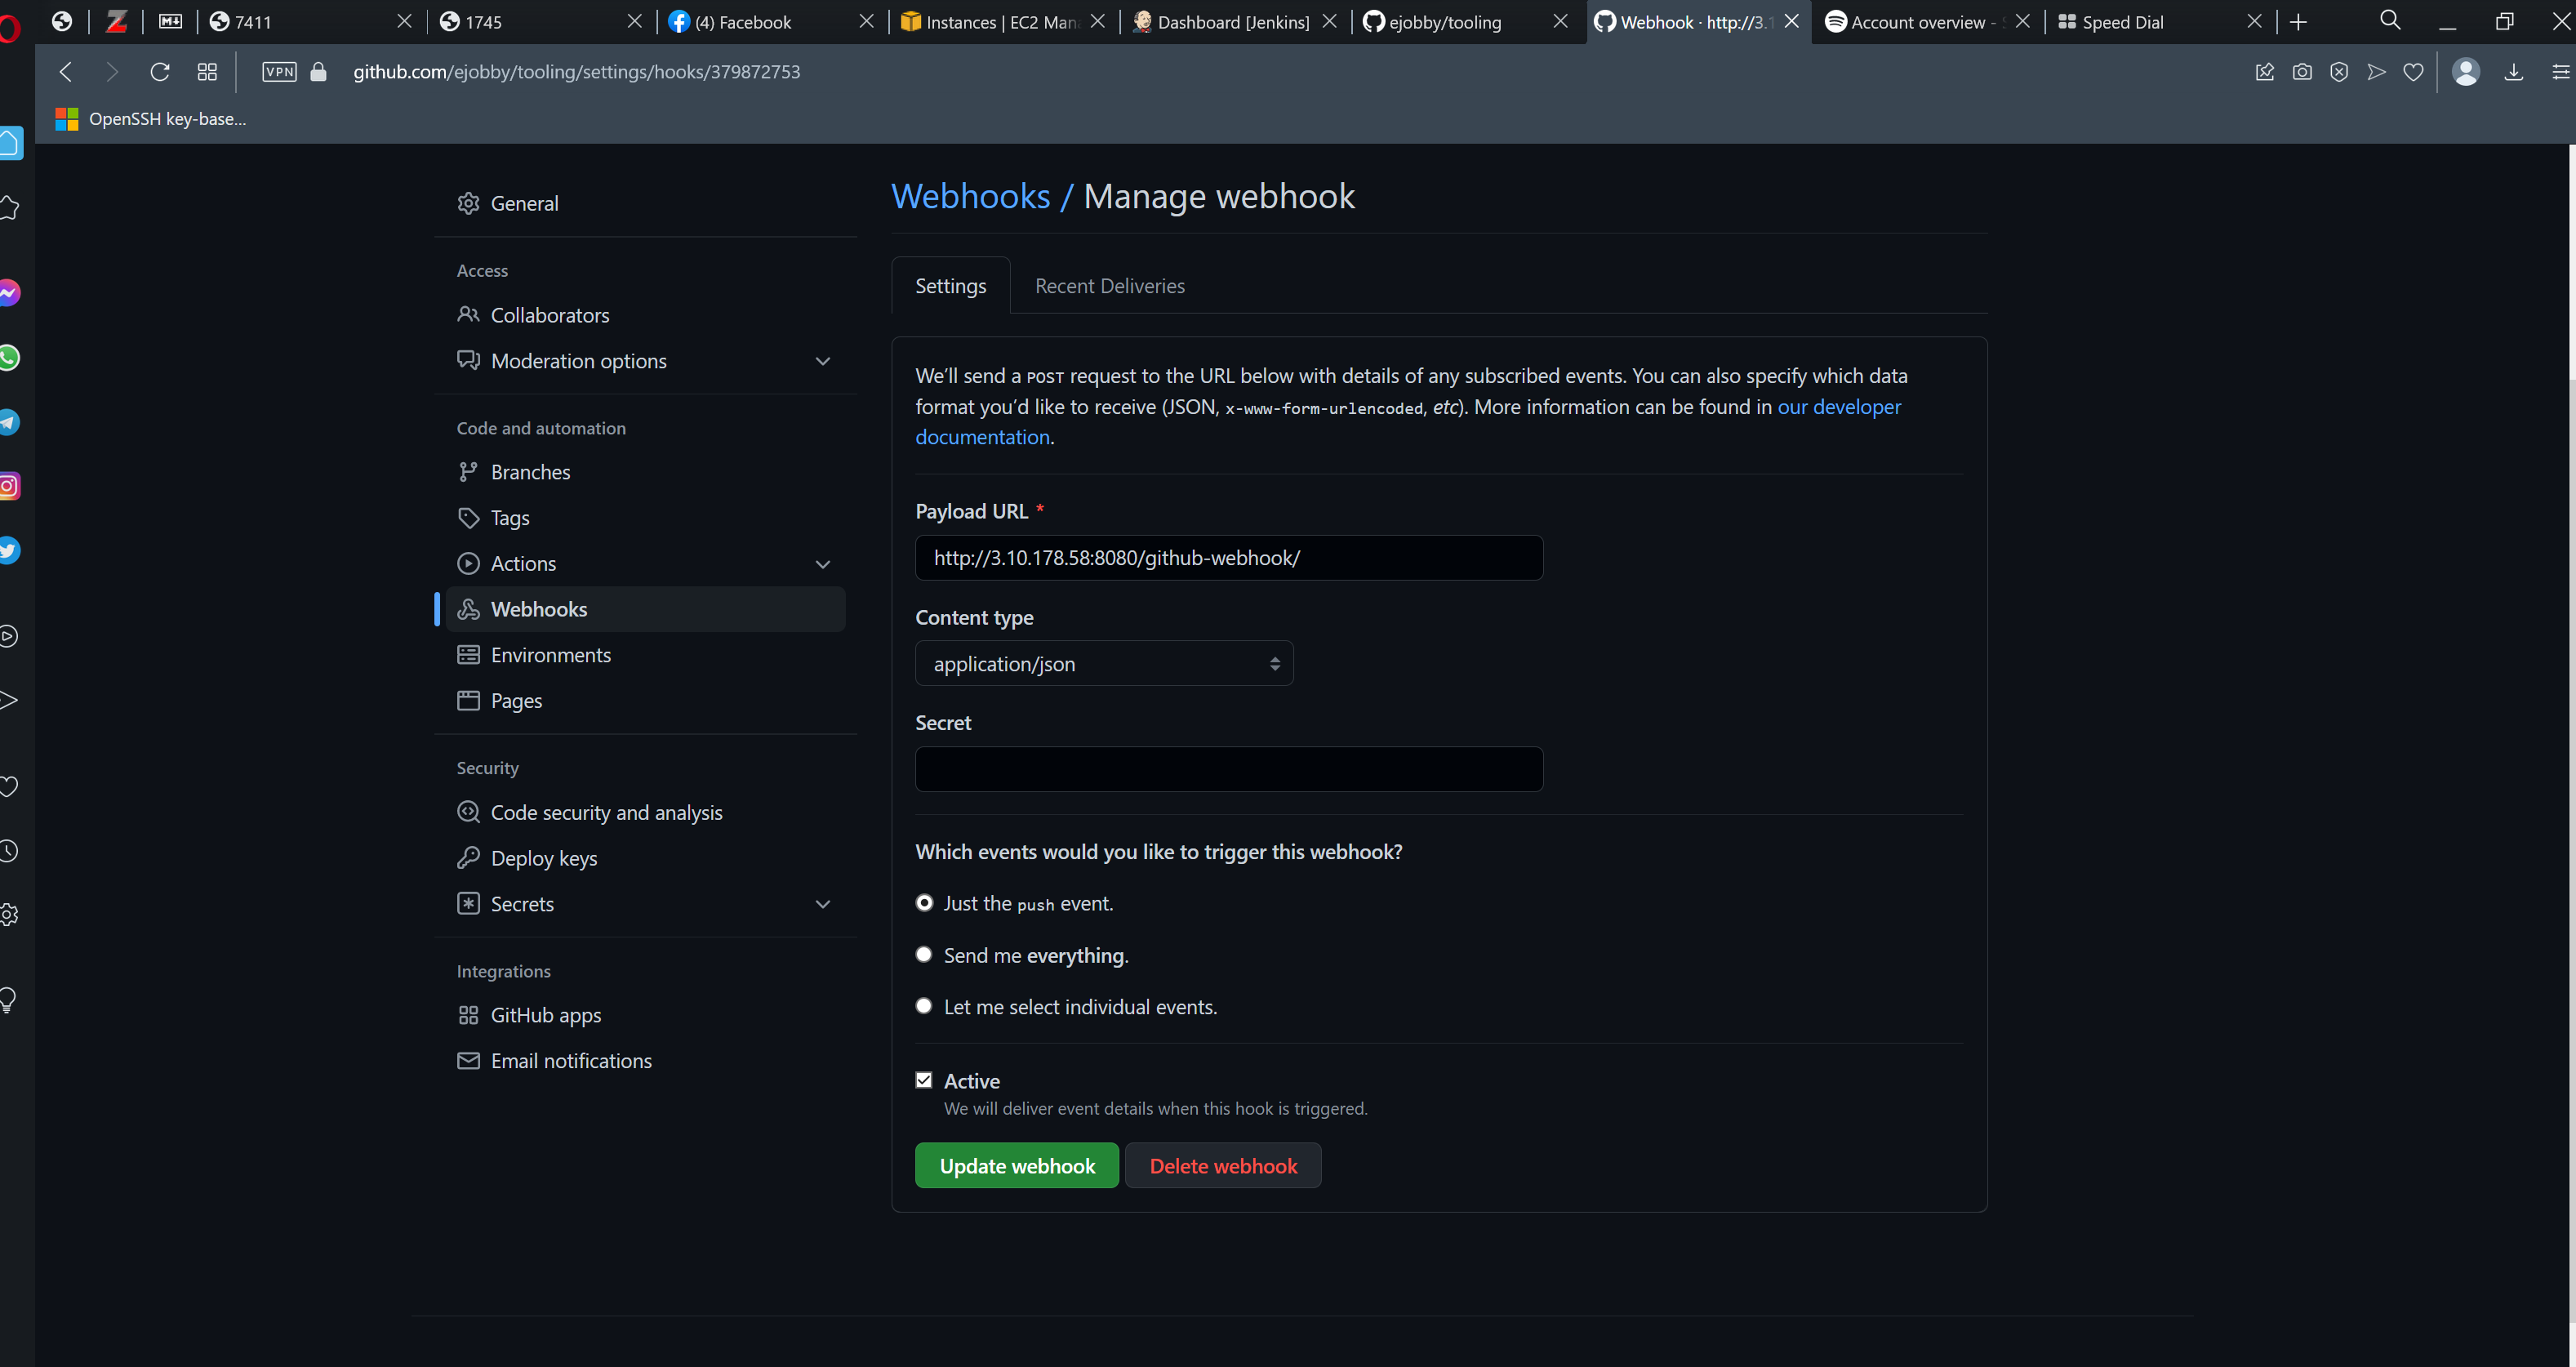 7411
1745
(4) Facebook
Instances | EC2 Man
Dashboard [Jenkins]
ejobby/tooling
Webhook · http://3.1
Account overview -
Speed Dial
VPN
github.com/ejobby/tooling/settings/hooks/379872753
OpenSSH key-base...
General
Access
Collaborators
Moderation options
Code and automation
Branches
Tags
Actions
Webhooks
Environments
Pages
Security
Code security and analysis
Deploy keys
Secrets
Integrations
GitHub apps
Email notifications
Webhooks / Manage webhook
Settings
Recent Deliveries
We'll send a POST request to the URL below with details of any subscribed events. You can also specify which data
format you'd like to receive (JSON, x-www-form-urlencoded, etc). More information can be found in our developer
documentation.
Payload URL *
http://3.10.178.58:8080/github-webhook/
Content type
application/json
Secret
Which events would you like to trigger this webhook?
Just the push event.
Send me everything.
Let me select individual events.
Active
We will deliver event details when this hook is triggered.
Update webhook
Delete webhook